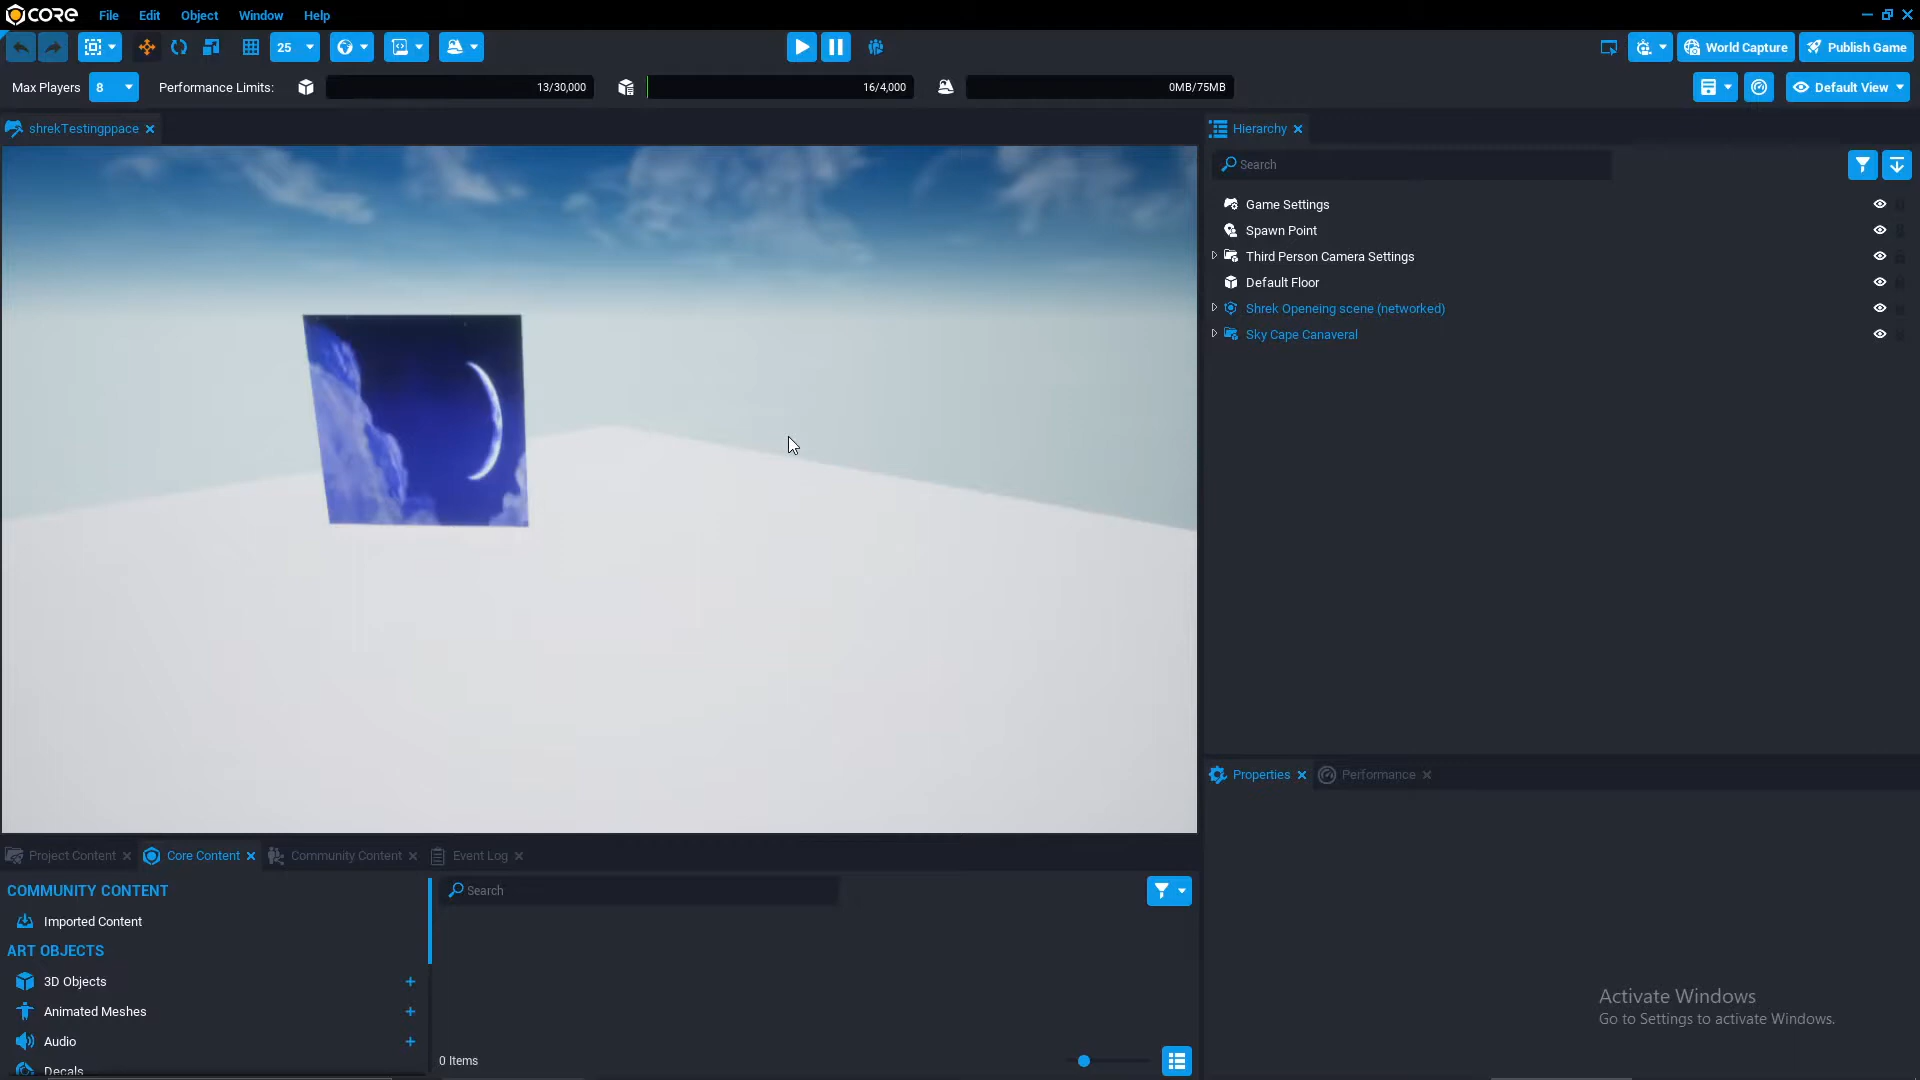 CORE File Edit Object Window Help
25 World Capture Publish Game
Max Players 8 Performance Limits: 13/30,000 16/4,000 0MB/75MB Default View
shrekTestingppace
Hierarchy
Search
Game Settings
Spawn Point
Third Person Camera Settings
Default Floor
Shrek Openeing scene (networked)
Sky Cape Canaveral
Properties Performance
Project Content Core Content Community Content Event Log
COMMUNITY CONTENT
Imported Content
ART OBJECTS
3D Objects
Animated Meshes
Audio
Decals
Search
0 Items
Activate Windows
Go to Settings to activate Windows.